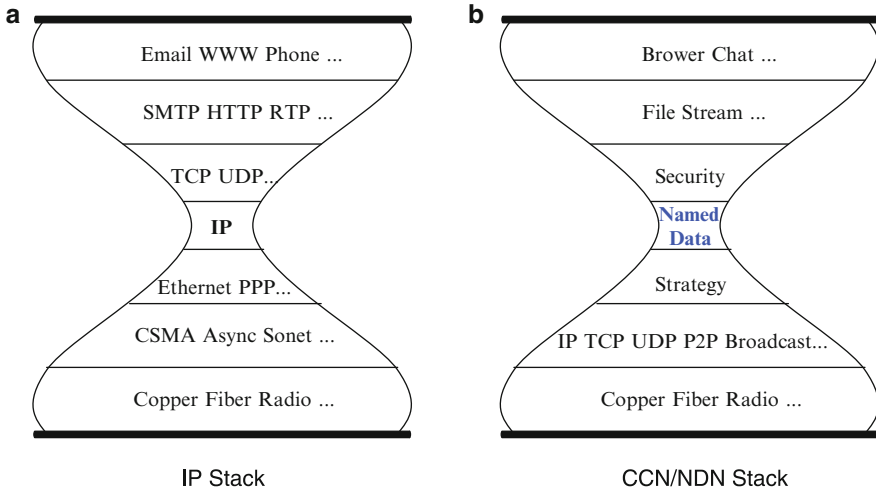 a
Email WWW Phone ...
SMTP HTTP RTP ...
TCP UDP...
IP
Ethernet PPP...
CSMA Async Sonet ...
Copper Fiber Radio ...
IP Stack
b
Brower Chat ...
File Stream ...
Security
Named
Data
Strategy
IP TCP UDP P2P Broadcast...
Copper Fiber Radio ...
CCN/NDN Stack